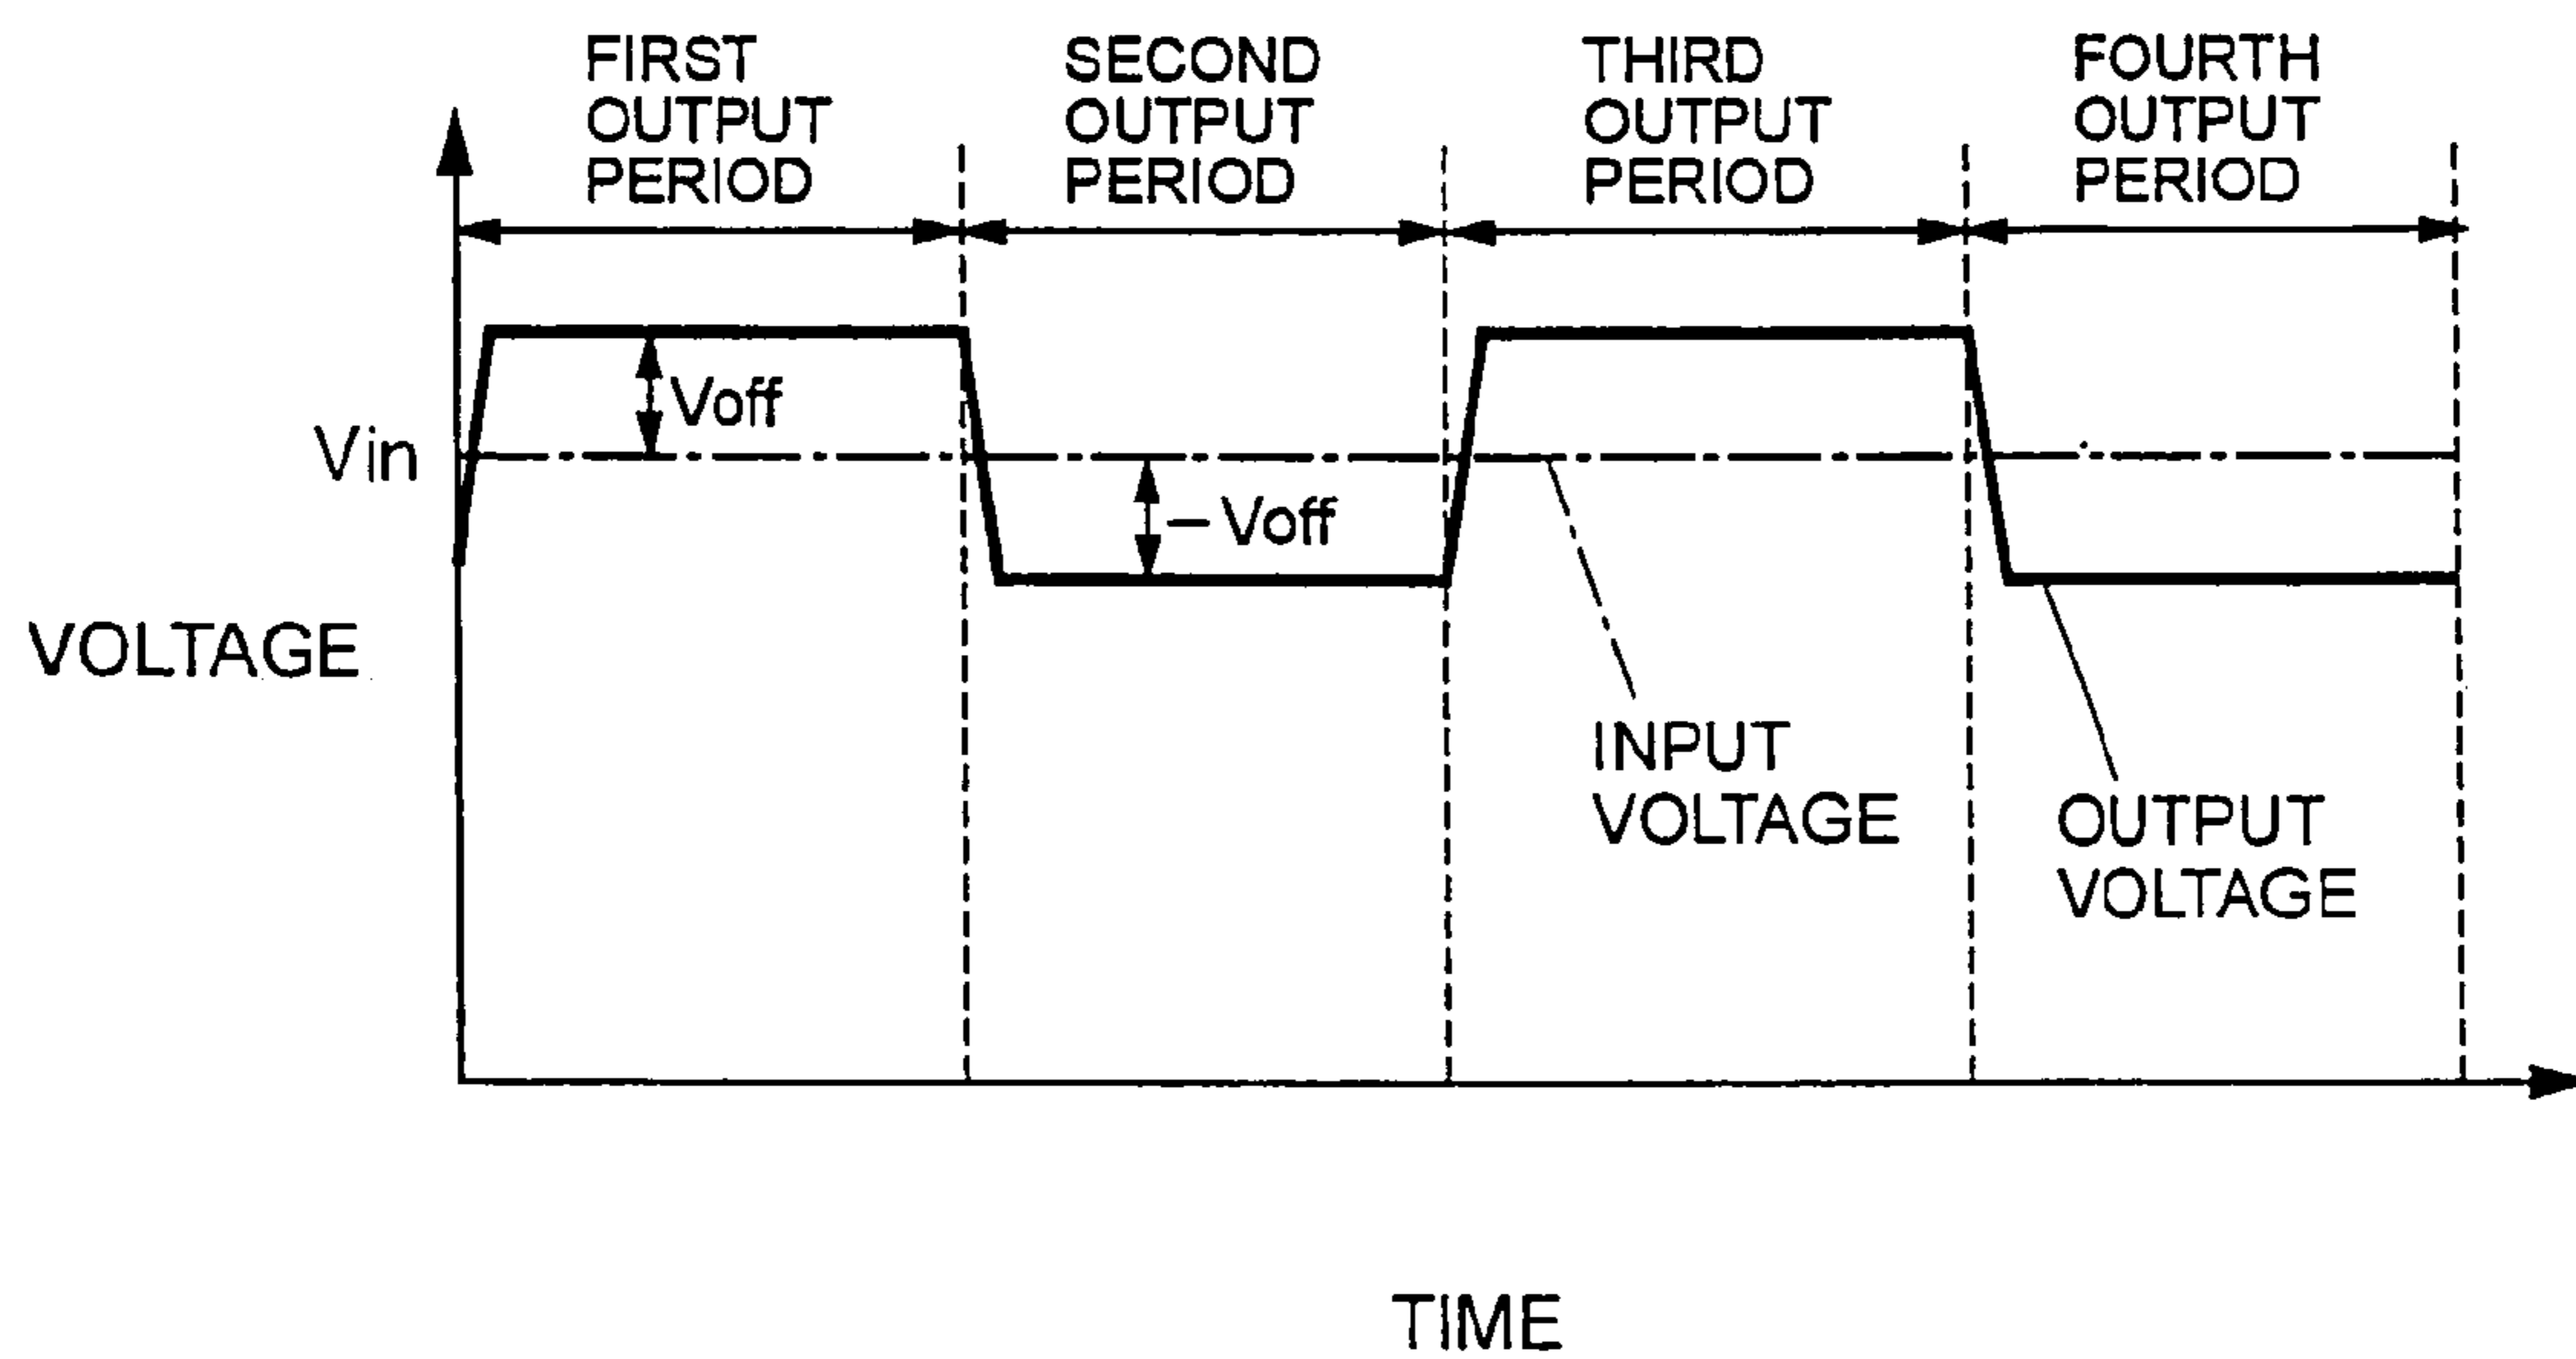 FIRST
OUTPUT
PERIOD
SECOND
OUTPUT
PERIOD
THIRD
OUTPUT
PERIOD
FOURTH
OUTPUT
PERIOD
Voff
Vin
– Voff
VOLTAGE
INPUT
VOLTAGE
OUTPUT
VOLTAGE
TIME